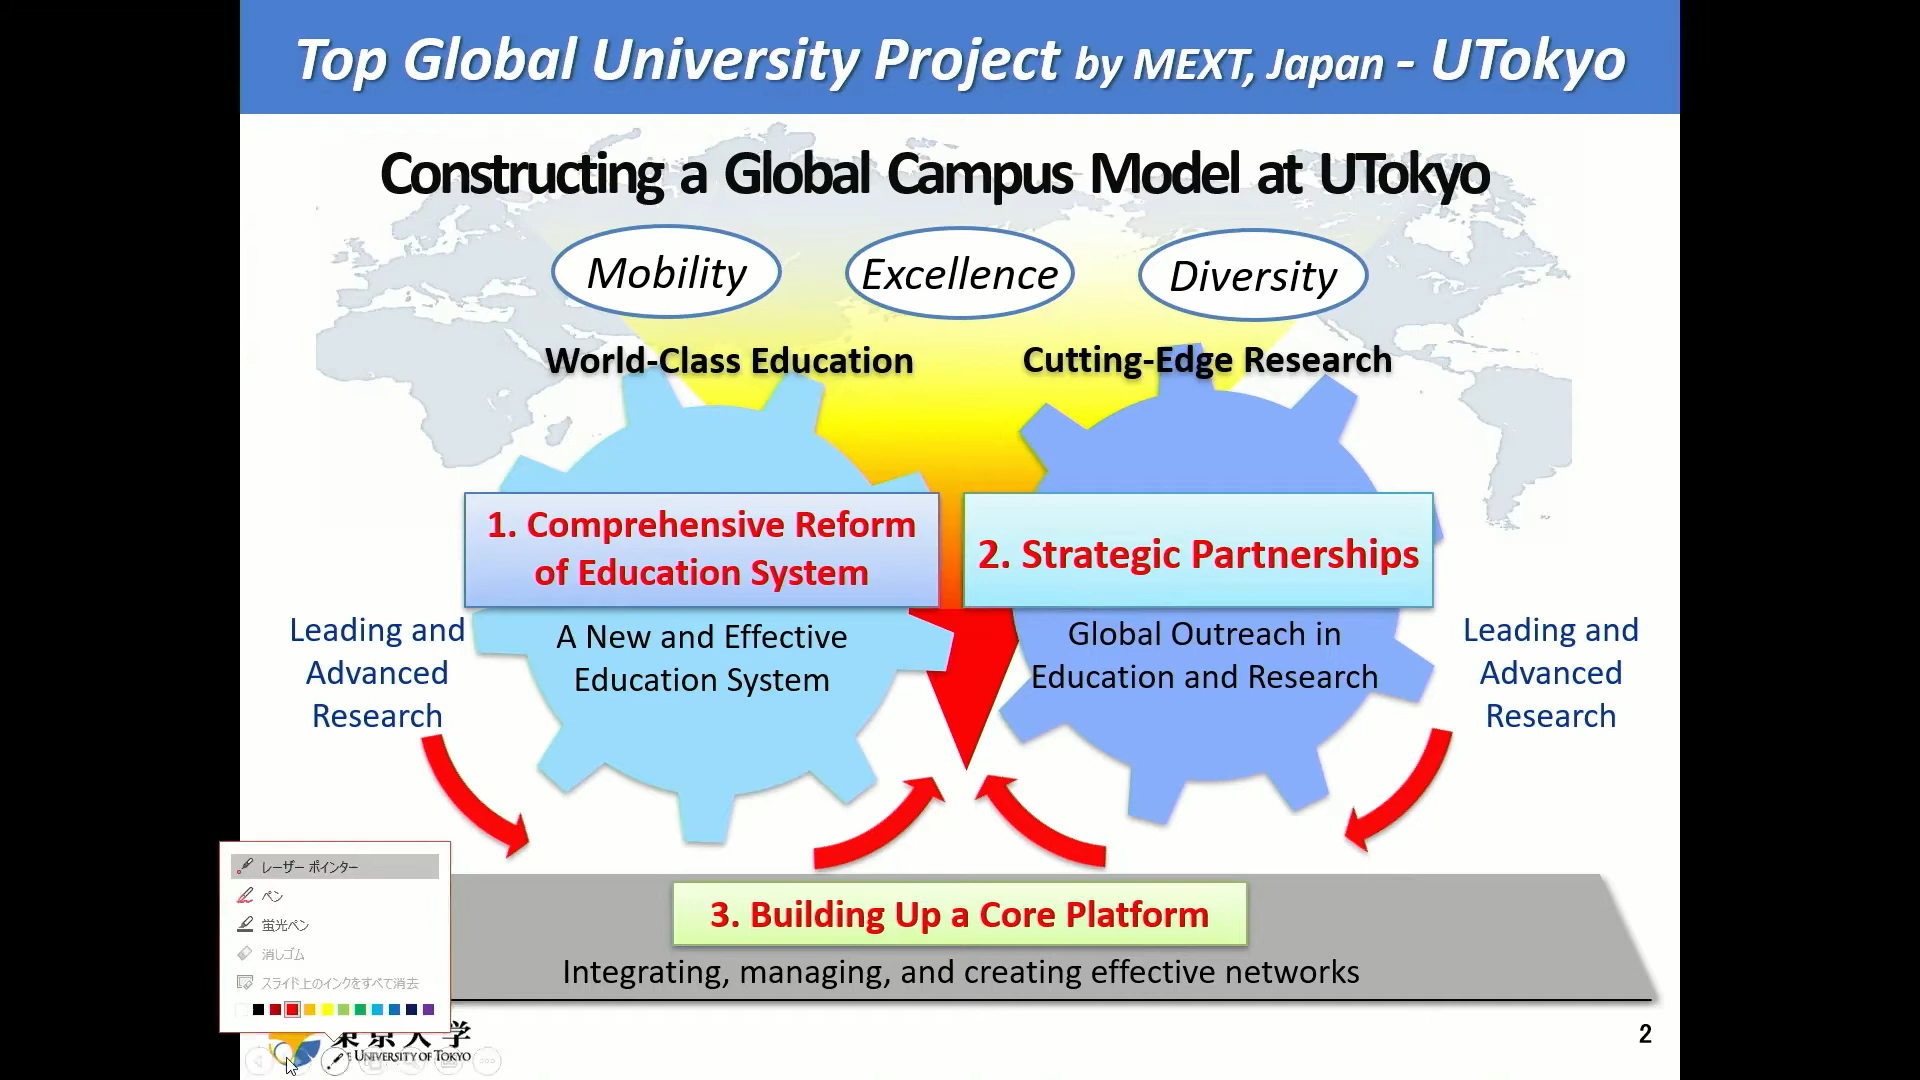 Top Global University Project by MEXT, Japan - UTokyo
Constructing a Global Campus Model at UTokyo
Mobility
Excellence
Diversity
World-Class Education
Cutting-Edge Research
1. Comprehensive Reform
of Education System
2. Strategic Partnerships
A New and Effective
Education System
Global Outreach in
Education and Research
Leading and
Advanced
Research
Leading and
Advanced
Research
3. Building Up a Core Platform
Integrating, managing, and creating effective networks
レーザー ポインター
ペン
蛍光ペン
消しゴム
スライド上のインクをすべて消去
東京大学
UNIVERSITY OF TOKYO
2